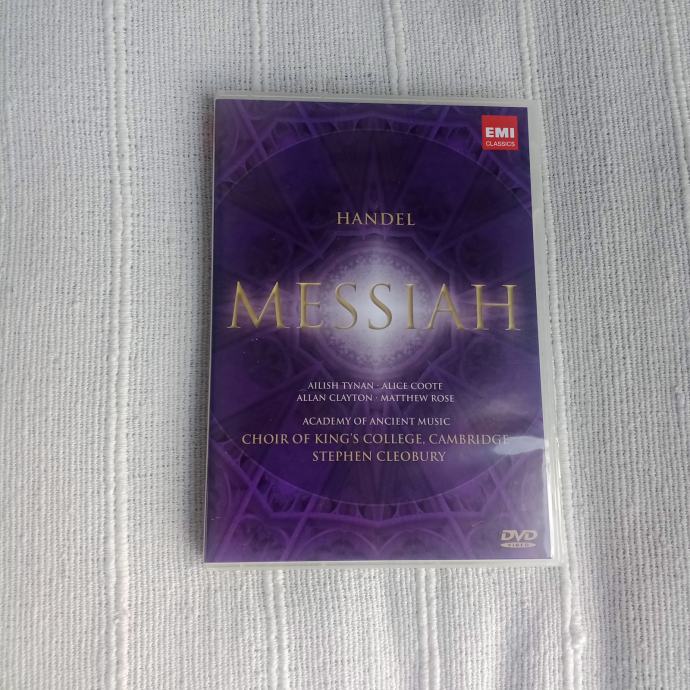 EMI
CLASSICS
HANDEL
MESSIAH
AILISH TYNAN · ALICE COOTE
ALLAN CLAYTON · MATTHEW ROSE
ACADEMY OF ANCIENT MUSIC
CHOIR OF KING'S COLLEGE, CAMBRIDGE
STEPHEN CLEOBURY
DVD
VIDEO